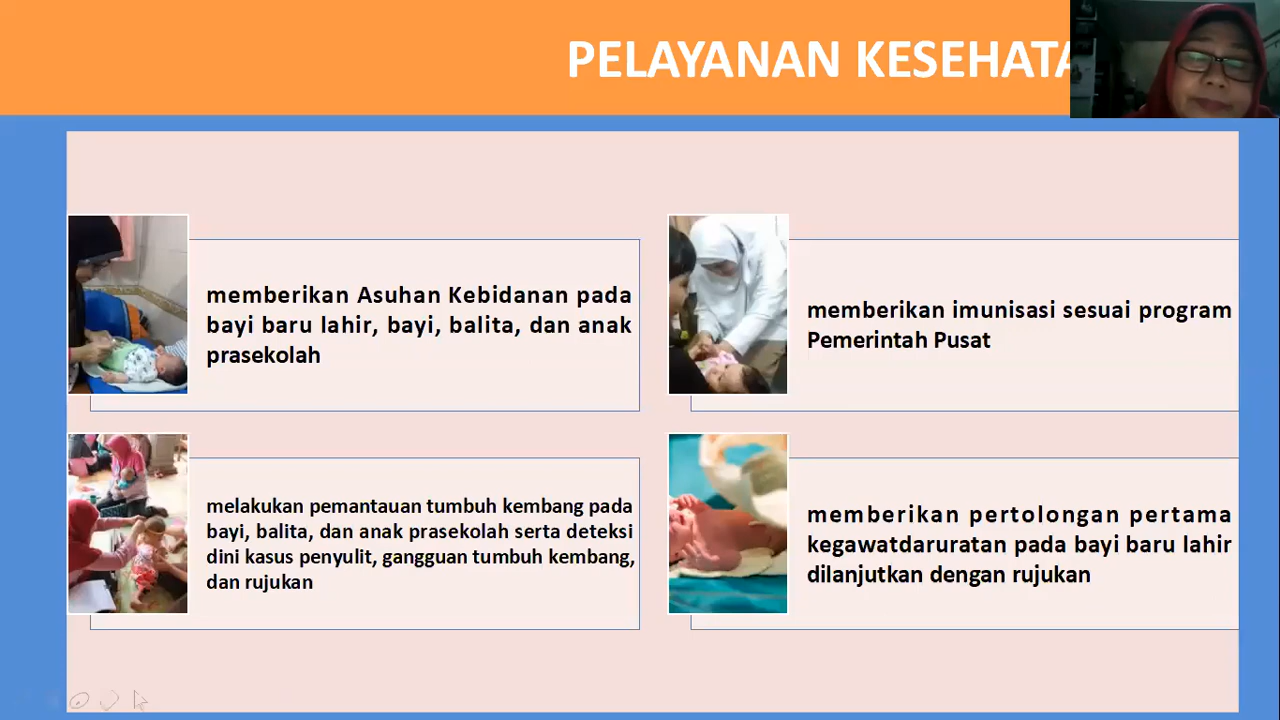 PELAYANAN KESEHATA
memberikan Asuhan Kebidanan pada
bayi baru lahir, bayi, balita, dan anak
prasekolah
memberikan imunisasi sesuai program
Pemerintah Pusat
melakukan pemantauan tumbuh kembang pada
bayi, balita, dan anak prasekolah serta deteksi
dini kasus penyulit, gangguan tumbuh kembang,
dan rujukan
memberikan pertolongan pertama
kegawatdaruratan pada bayi baru lahir
dilanjutkan dengan rujukan